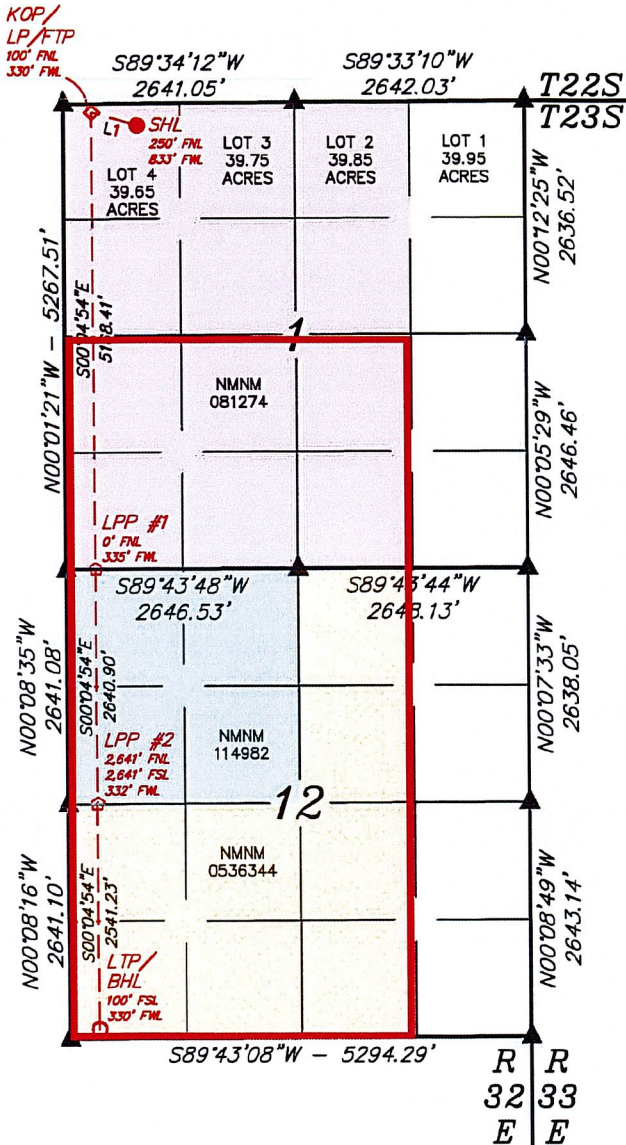 KOP/
LP/FTP
100' FNL
330' FWL
S89°34'12"W
2641.05'
S89°33'10"W
2642.03'
T22S
T23S
L1
SHL
250' FNL
833' FWL
LOT 4
39.65
ACRES
LOT 3
39.75
ACRES
LOT 2
39.85
ACRES
LOT 1
39.95
ACRES
N00°12'25"W
2636.52'
N00°01'21"W - 5267.51'
S00°04'54"E
1
NMNM
081274
N00°05'29"W
2646.46'
LPP #1
0' FNL
335' FWL
S89°43'48"W
2646.53'
S89°43'44"W
2648.13'
N00°08'35"W
2641.08'
S00°04'54"E
2640.90'
N00°07'33"W
2638.05'
LPP #2
2,641' FNL
2,641' FSL
332' FWL
NMNM
114982
12
NMNM
0536344
N00°08'16"W
2641.10'
S00°04'54"E
2541.23'
N00°08'49"W
2643.14'
LTP/
BHL
100' FSL
330' FWL
S89°43'08"W - 5294.29'
R R
32 33
E E